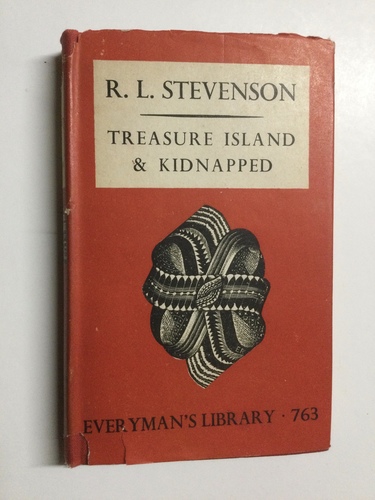 R. L. STEVENSON
TREASURE ISLAND
& KIDNAPPED
EVERYMAN'S LIBRARY · 763